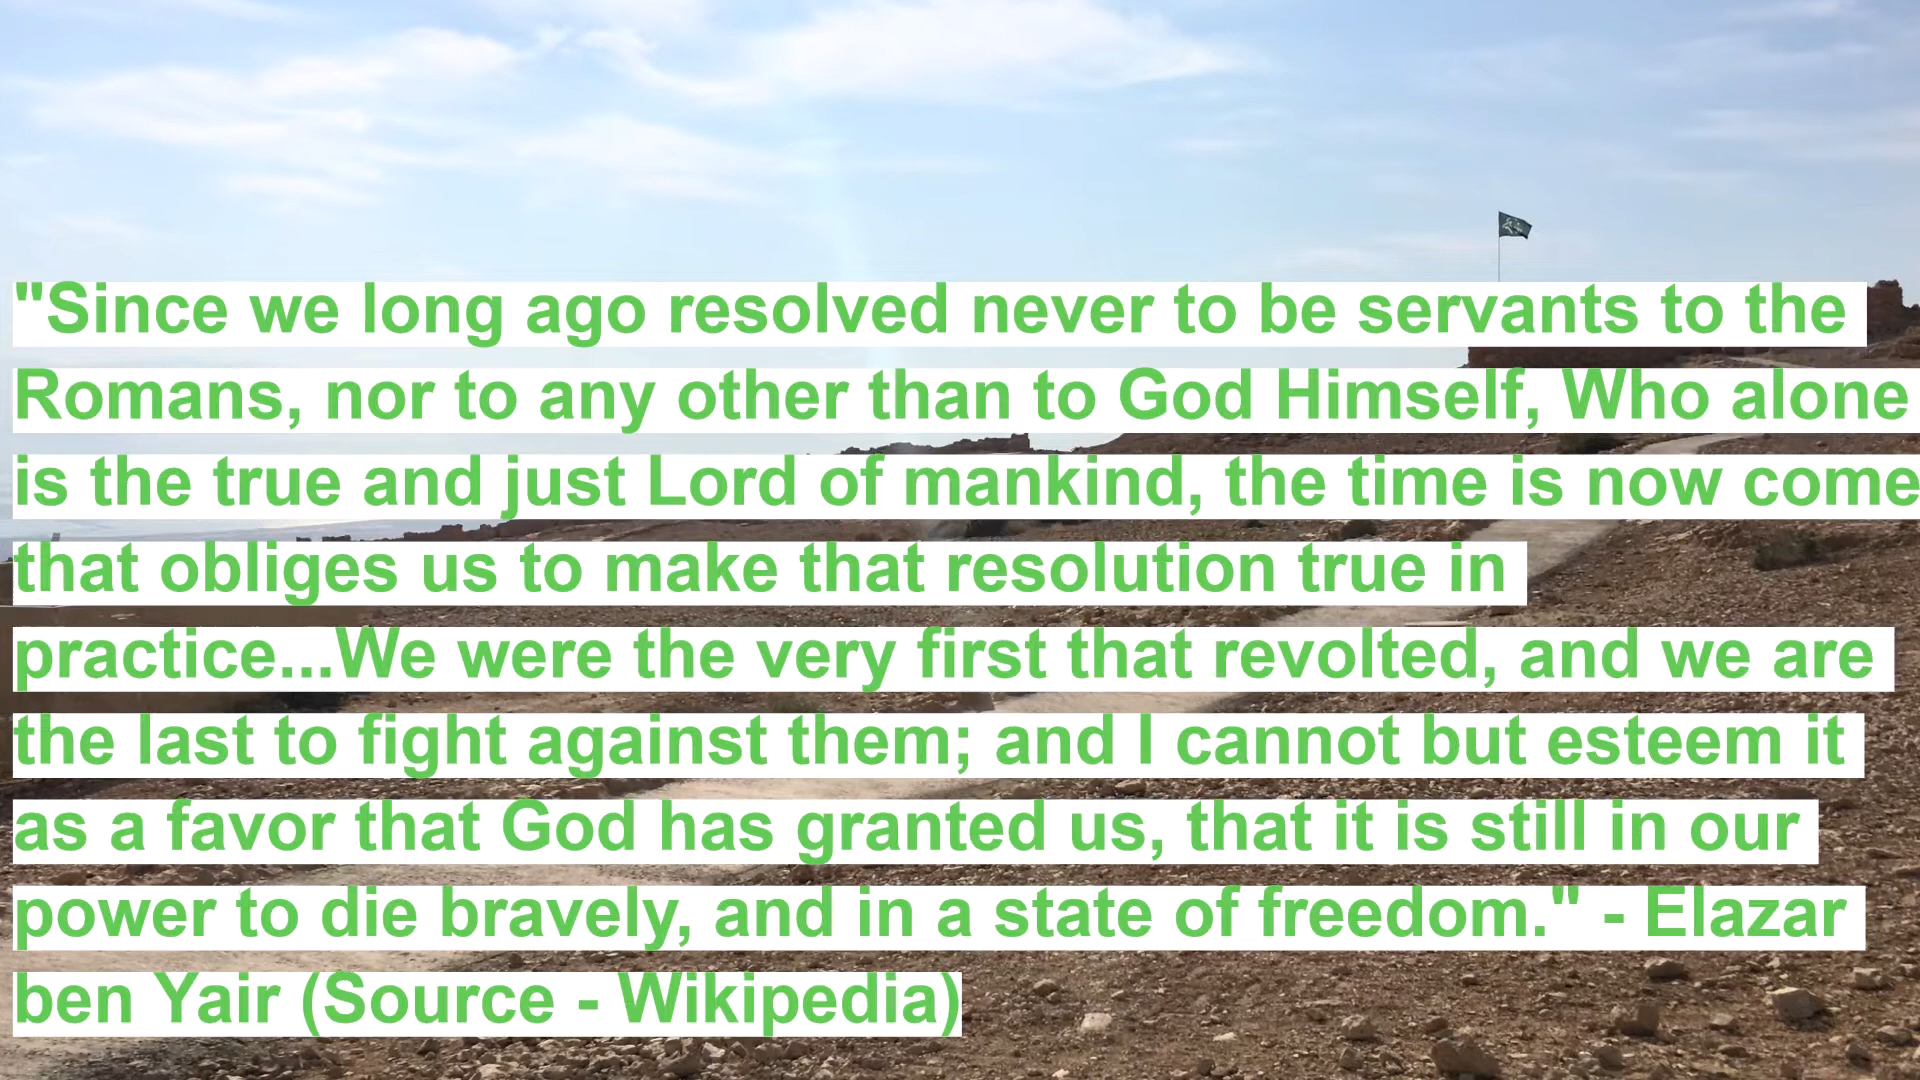 "Since we long ago resolved never to be servants to the
Romans, nor to any other than to God Himself, Who alone
is the true and just Lord of mankind, the time is now come
that obliges us to make that resolution true in
practice...We were the very first that revolted, and we are
the last to fight against them; and I cannot but esteem it
as a favor that God has granted us, that it is still in our
power to die bravely, and in a state of freedom." - Elazar
ben Yair (Source - Wikipedia)